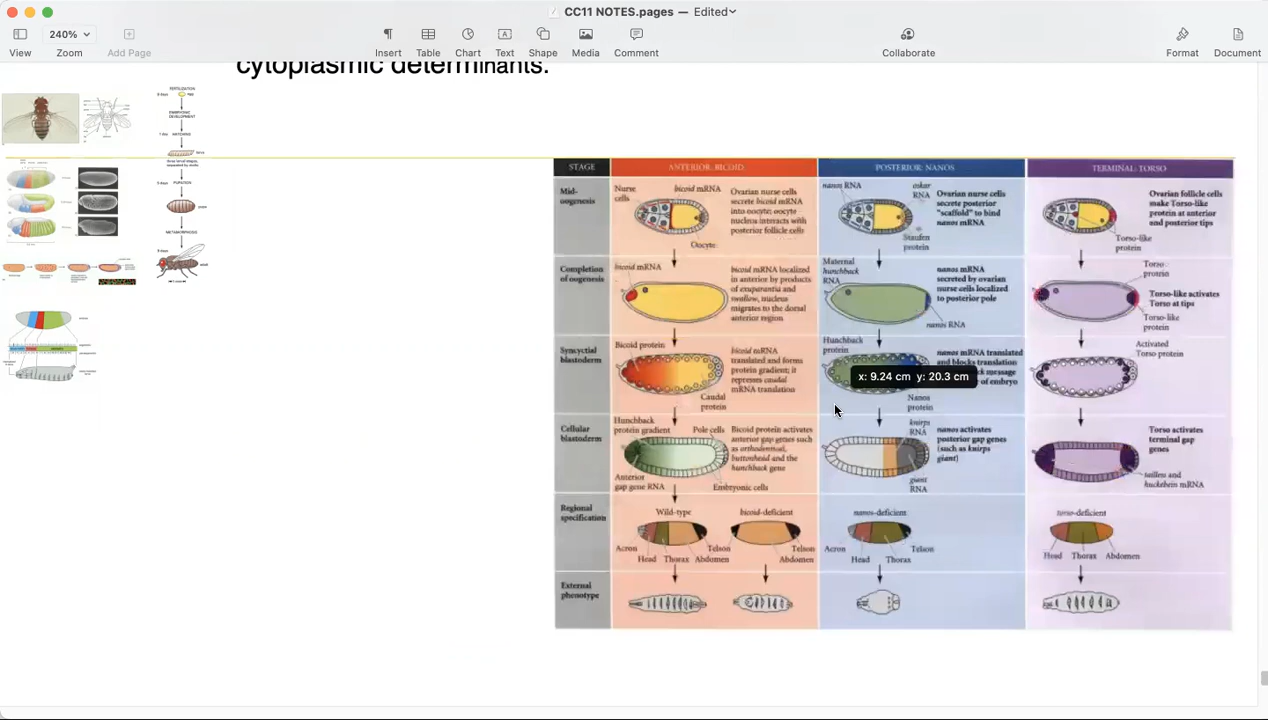 CC11 NOTES.pages — Edited
240%
View
Zoom
Add Page
Insert
Table
Chart
Text
Shape
Media
Comment
Collaborate
Format
Document
cytoplasmic determinants.
FERTILIZATION
egg
EMBRYONIC
DEVELOPMENT
HATCHING
PUPATION
METAMORPHOSIS
STAGE
ANTERIOR: BICOID
POSTERIOR: NANOS
TERMINAL: TORSO
Mid-
oogenesis
Nurse
cells
bicoid mRNA
Oocyte
Ovarian nurse cells
secrete bicoid mRNA
into oocyte; oocyte
nucleus interacts with
posterior follicle cells
nanos RNA
oskar
RNA
Staufen
protein
Ovarian nurse cells
secrete posterior
"scaffold" to bind
nanos mRNA
Torso-like
protein
Ovarian follicle cells
make Torso-like
protein at anterior
and posterior tips
Completion
of oogenesis
bicoid mRNA
bicoid mRNA localized
in anterior by products
of exuperantia and
swallow, nucleus
migrates to the dorsal
anterior region
Maternal
hunchback
RNA
nanos RNA
nanos mRNA
secreted by ovarian
nurse cells localized
to posterior pole
Torso
protein
Torso-like activates
Torso at tips
Torso-like
protein
Syncytial
blastoderm
Bicoid protein
Caudal
protein
bicoid mRNA
translated and forms
protein gradient; it
represses caudal
mRNA translation
Hunchback
protein
Nanos
protein
nanos mRNA translated
and blocks translation
message
of embryo
x: 9.24 cm y: 20.3 cm
Activated
Torso protein
Cellular
blastoderm
Hunchback
protein gradient
Pole cells
Anterior
gap gene RNA
Embryonic cells
Bicoid protein activates
anterior gap genes such
as orthodentical,
buttonhead and the
hunchback gene
knirps
RNA
giant
RNA
nanos activates
posterior gap genes
(such as knirps
giant)
Torso activates
terminal gap
genes
tailless and
huckebein mRNA
Regional
specification
Wild-type
bicoid-deficient
Acron
Head
Thorax
Abdomen
Telson
Telson
Abdomen
nanos-deficient
Acron
Head
Thorax
Telson
torso-deficient
Head
Thorax
Abdomen
External
phenotype